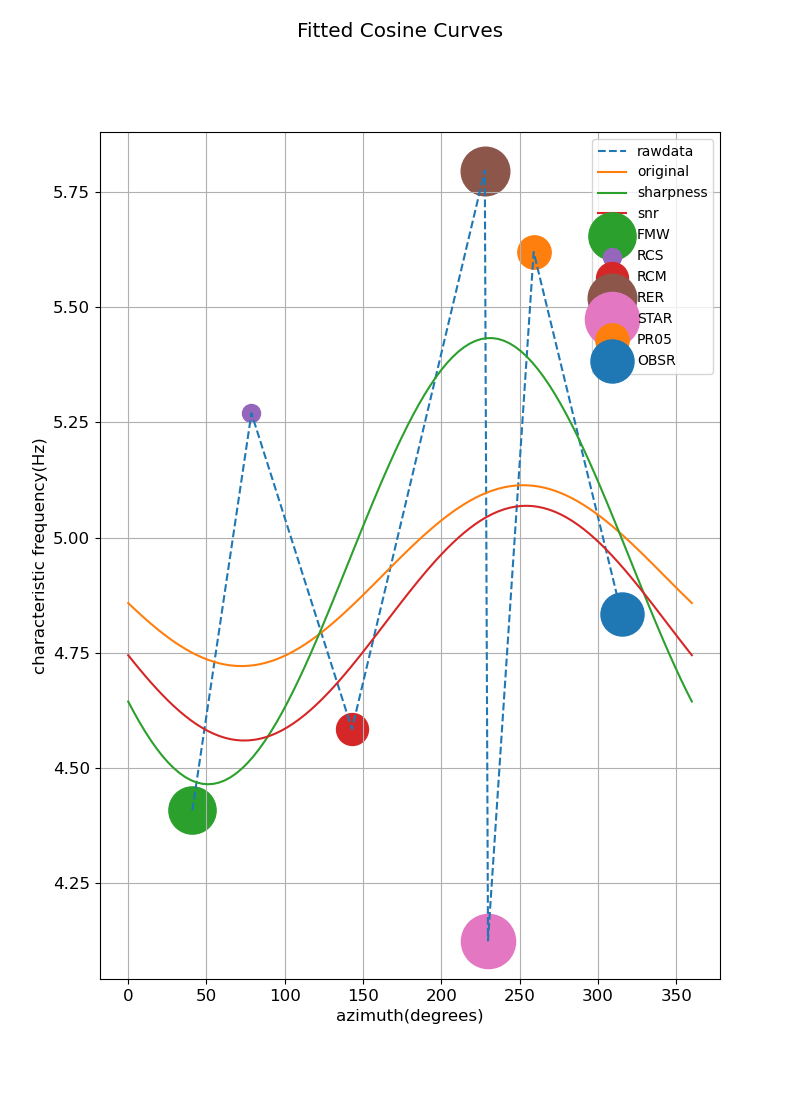 Fitted Cosine Curves
rawdata
original
sharpness
snr
FMW
RCS
RCM
RER
STAR
PR05
OBSR
characteristic frequency(Hz)
5.75
5.50
5.25
5.00
4.75
4.50
4.25
0 50 100 150 200 250 300 350
azimuth(degrees)